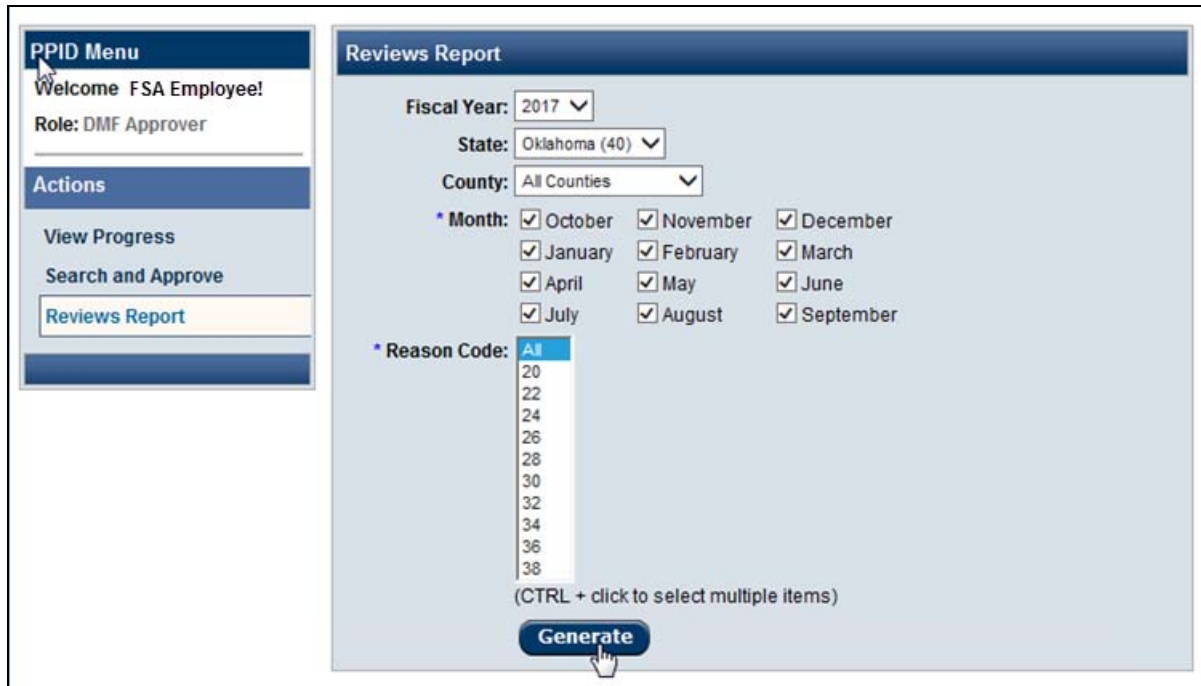 PPID Menu
Welcome FSA Employee!
Role: DMF Approver
Actions
View Progress
Search and Approve
Reviews Report
Reviews Report
Fiscal Year: 2017
State: Oklahoma (40)
County: All Counties
* Month: October November December
January February March
April May June
July August September
* Reason Code: All
20
22
24
26
28
30
32
34
36
38
(CTRL + click to select multiple items)
Generate